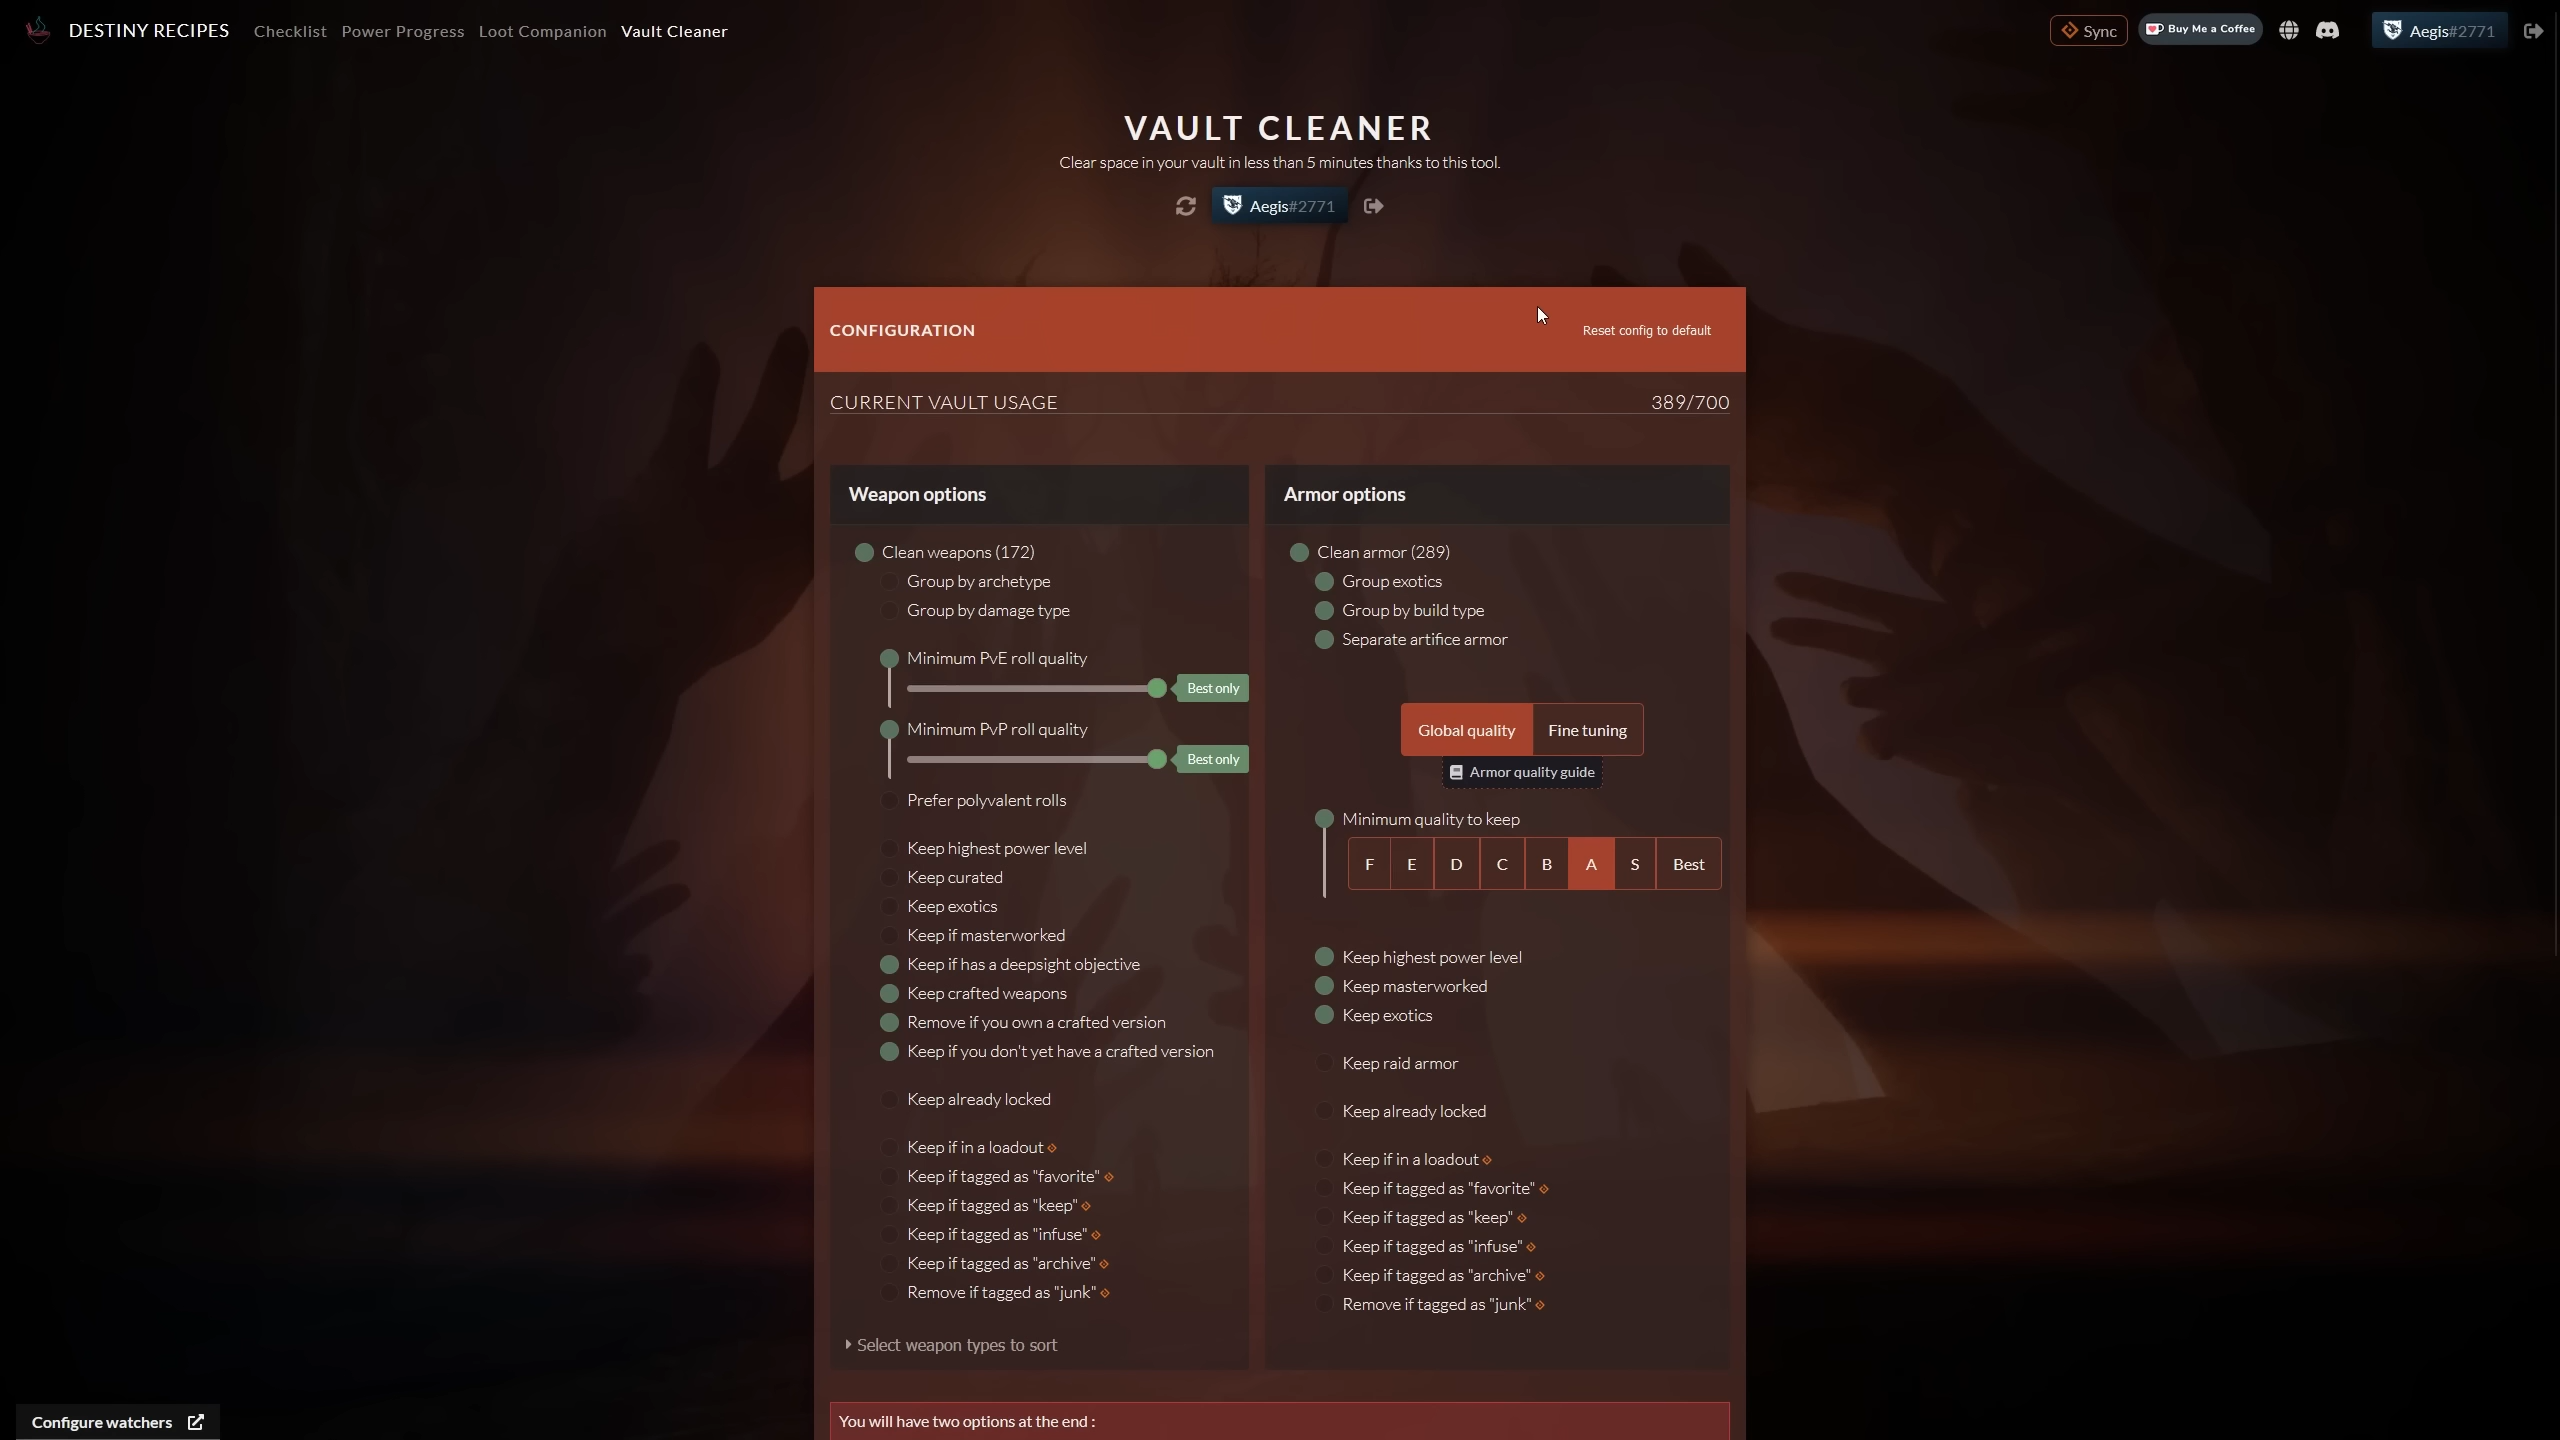 DESTINY RECIPES Checklist Power Progress Loot Companion Vault Cleaner Sync Buy Me a Coffee Aegis#2771
VAULT CLEANER
Clear space in your vault in less than 5 minutes thanks to this tool.
Aegis#2771
CONFIGURATION Reset config to default
CURRENT VAULT USAGE 389/700
Weapon options
Clean weapons (172)
Group by archetype
Group by damage type
Minimum PvE roll quality
Best only
Minimum PvP roll quality
Best only
Prefer polyvalent rolls
Keep highest power level
Keep curated
Keep exotics
Keep if masterworked
Keep if has a deepsight objective
Keep crafted weapons
Remove if you own a crafted version
Keep if you don't yet have a crafted version
Keep already locked
Keep if in a loadout
Keep if tagged as "favorite"
Keep if tagged as "keep"
Keep if tagged as "infuse"
Keep if tagged as "archive"
Remove if tagged as "junk"
Select weapon types to sort
Armor options
Clean armor (289)
Group exotics
Group by build type
Separate artifice armor
Global quality Fine tuning
Armor quality guide
Minimum quality to keep
F E D C B A S Best
Keep highest power level
Keep masterworked
Keep exotics
Keep raid armor
Keep already locked
Keep if in a loadout
Keep if tagged as "favorite"
Keep if tagged as "keep"
Keep if tagged as "infuse"
Keep if tagged as "archive"
Remove if tagged as "junk"
You will have two options at the end :
Configure watchers